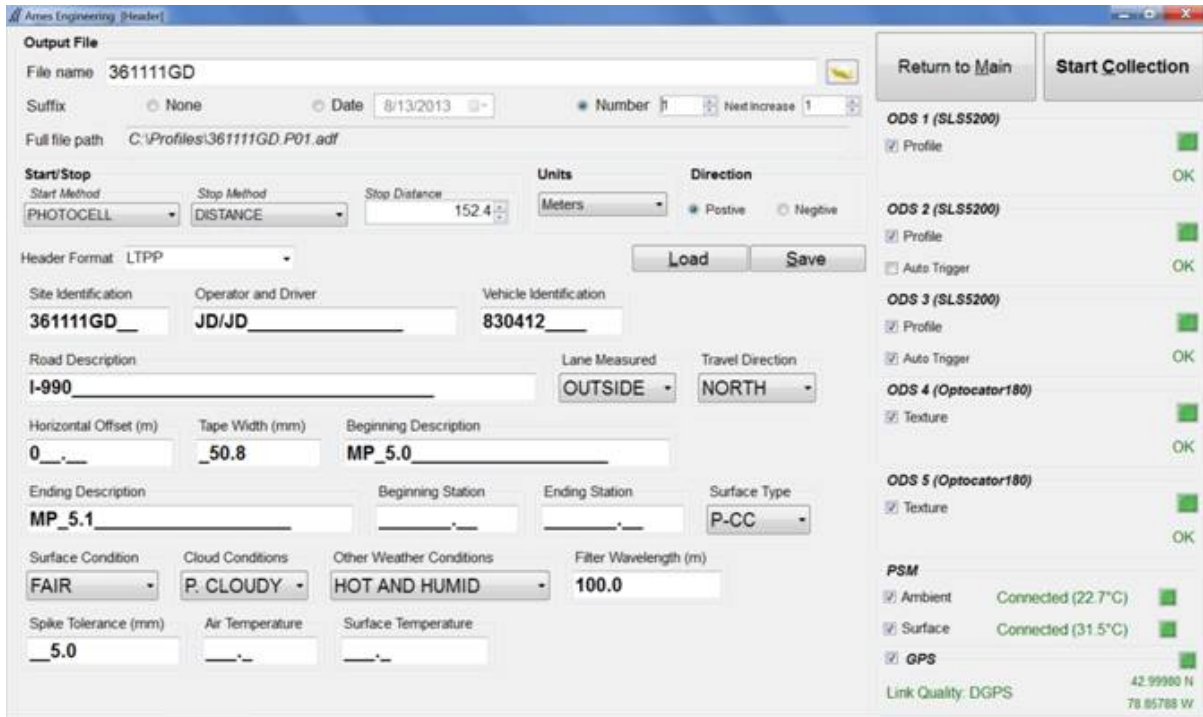 Ames Engineering [Header]
Output File
File name 361111GD
Suffix None Date 8/13/2013 Number 1 Next Increase 1
Full file path C:\Profiles\361111GD.P01.adf
Start/Stop Units Direction
Start Method Stop Method Stop Distance
PHOTOCELL DISTANCE 152.4 Meters Postive Negtive
Header Format LTPP Load Save
Site Identification Operator and Driver Vehicle Identification
361111GD__ JD/JD________________ 830412____
Road Description Lane Measured Travel Direction
I-990_____________________________________ OUTSIDE NORTH
Horizontal Offset (m) Tape Width (mm) Beginning Description
0__.__ _50.8 MP_5.0____________________
Ending Description Beginning Station Ending Station Surface Type
MP_5.1____________________ _______.__ _______.__ P-CC
Surface Condition Cloud Conditions Other Weather Conditions Filter Wavelength (m)
FAIR P. CLOUDY HOT AND HUMID 100.0
Spike Tolerance (mm) Air Temperature Surface Temperature
__5.0 ___._ ___._
Return to Main Start Collection
ODS 1 (SLS5200)
Profile
OK
ODS 2 (SLS5200)
Profile
Auto Trigger OK
ODS 3 (SLS5200)
Profile
Auto Trigger OK
ODS 4 (Optocator180)
Texture
OK
ODS 5 (Optocator180)
Texture
OK
PSM
Ambient Connected (22.7°C)
Surface Connected (31.5°C)
GPS
Link Quality: DGPS
42.99980 N
78.85788 W